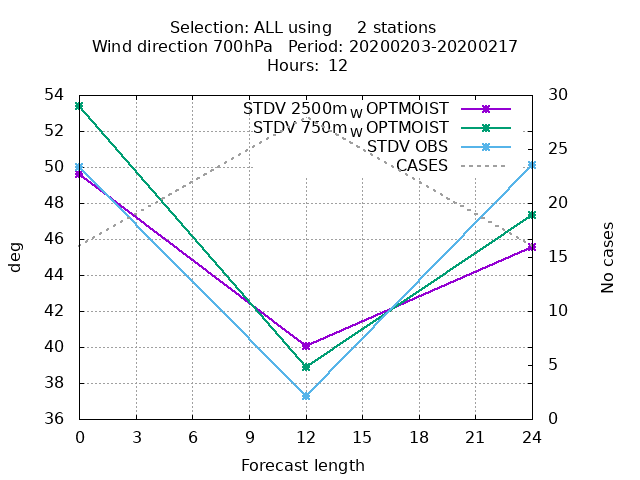 Selection: ALL using     2 stations
Wind direction 700hPa   Period: 20200203-20200217
Hours: 12
STDV 2500m_W OPTMOIST
STDV 750m_W OPTMOIST
STDV OBS
CASES
54
52
50
48
46
44
42
40
38
36
30
25
20
15
10
5
0
deg
No cases
0 3 6 9 12 15 18 21 24
Forecast length